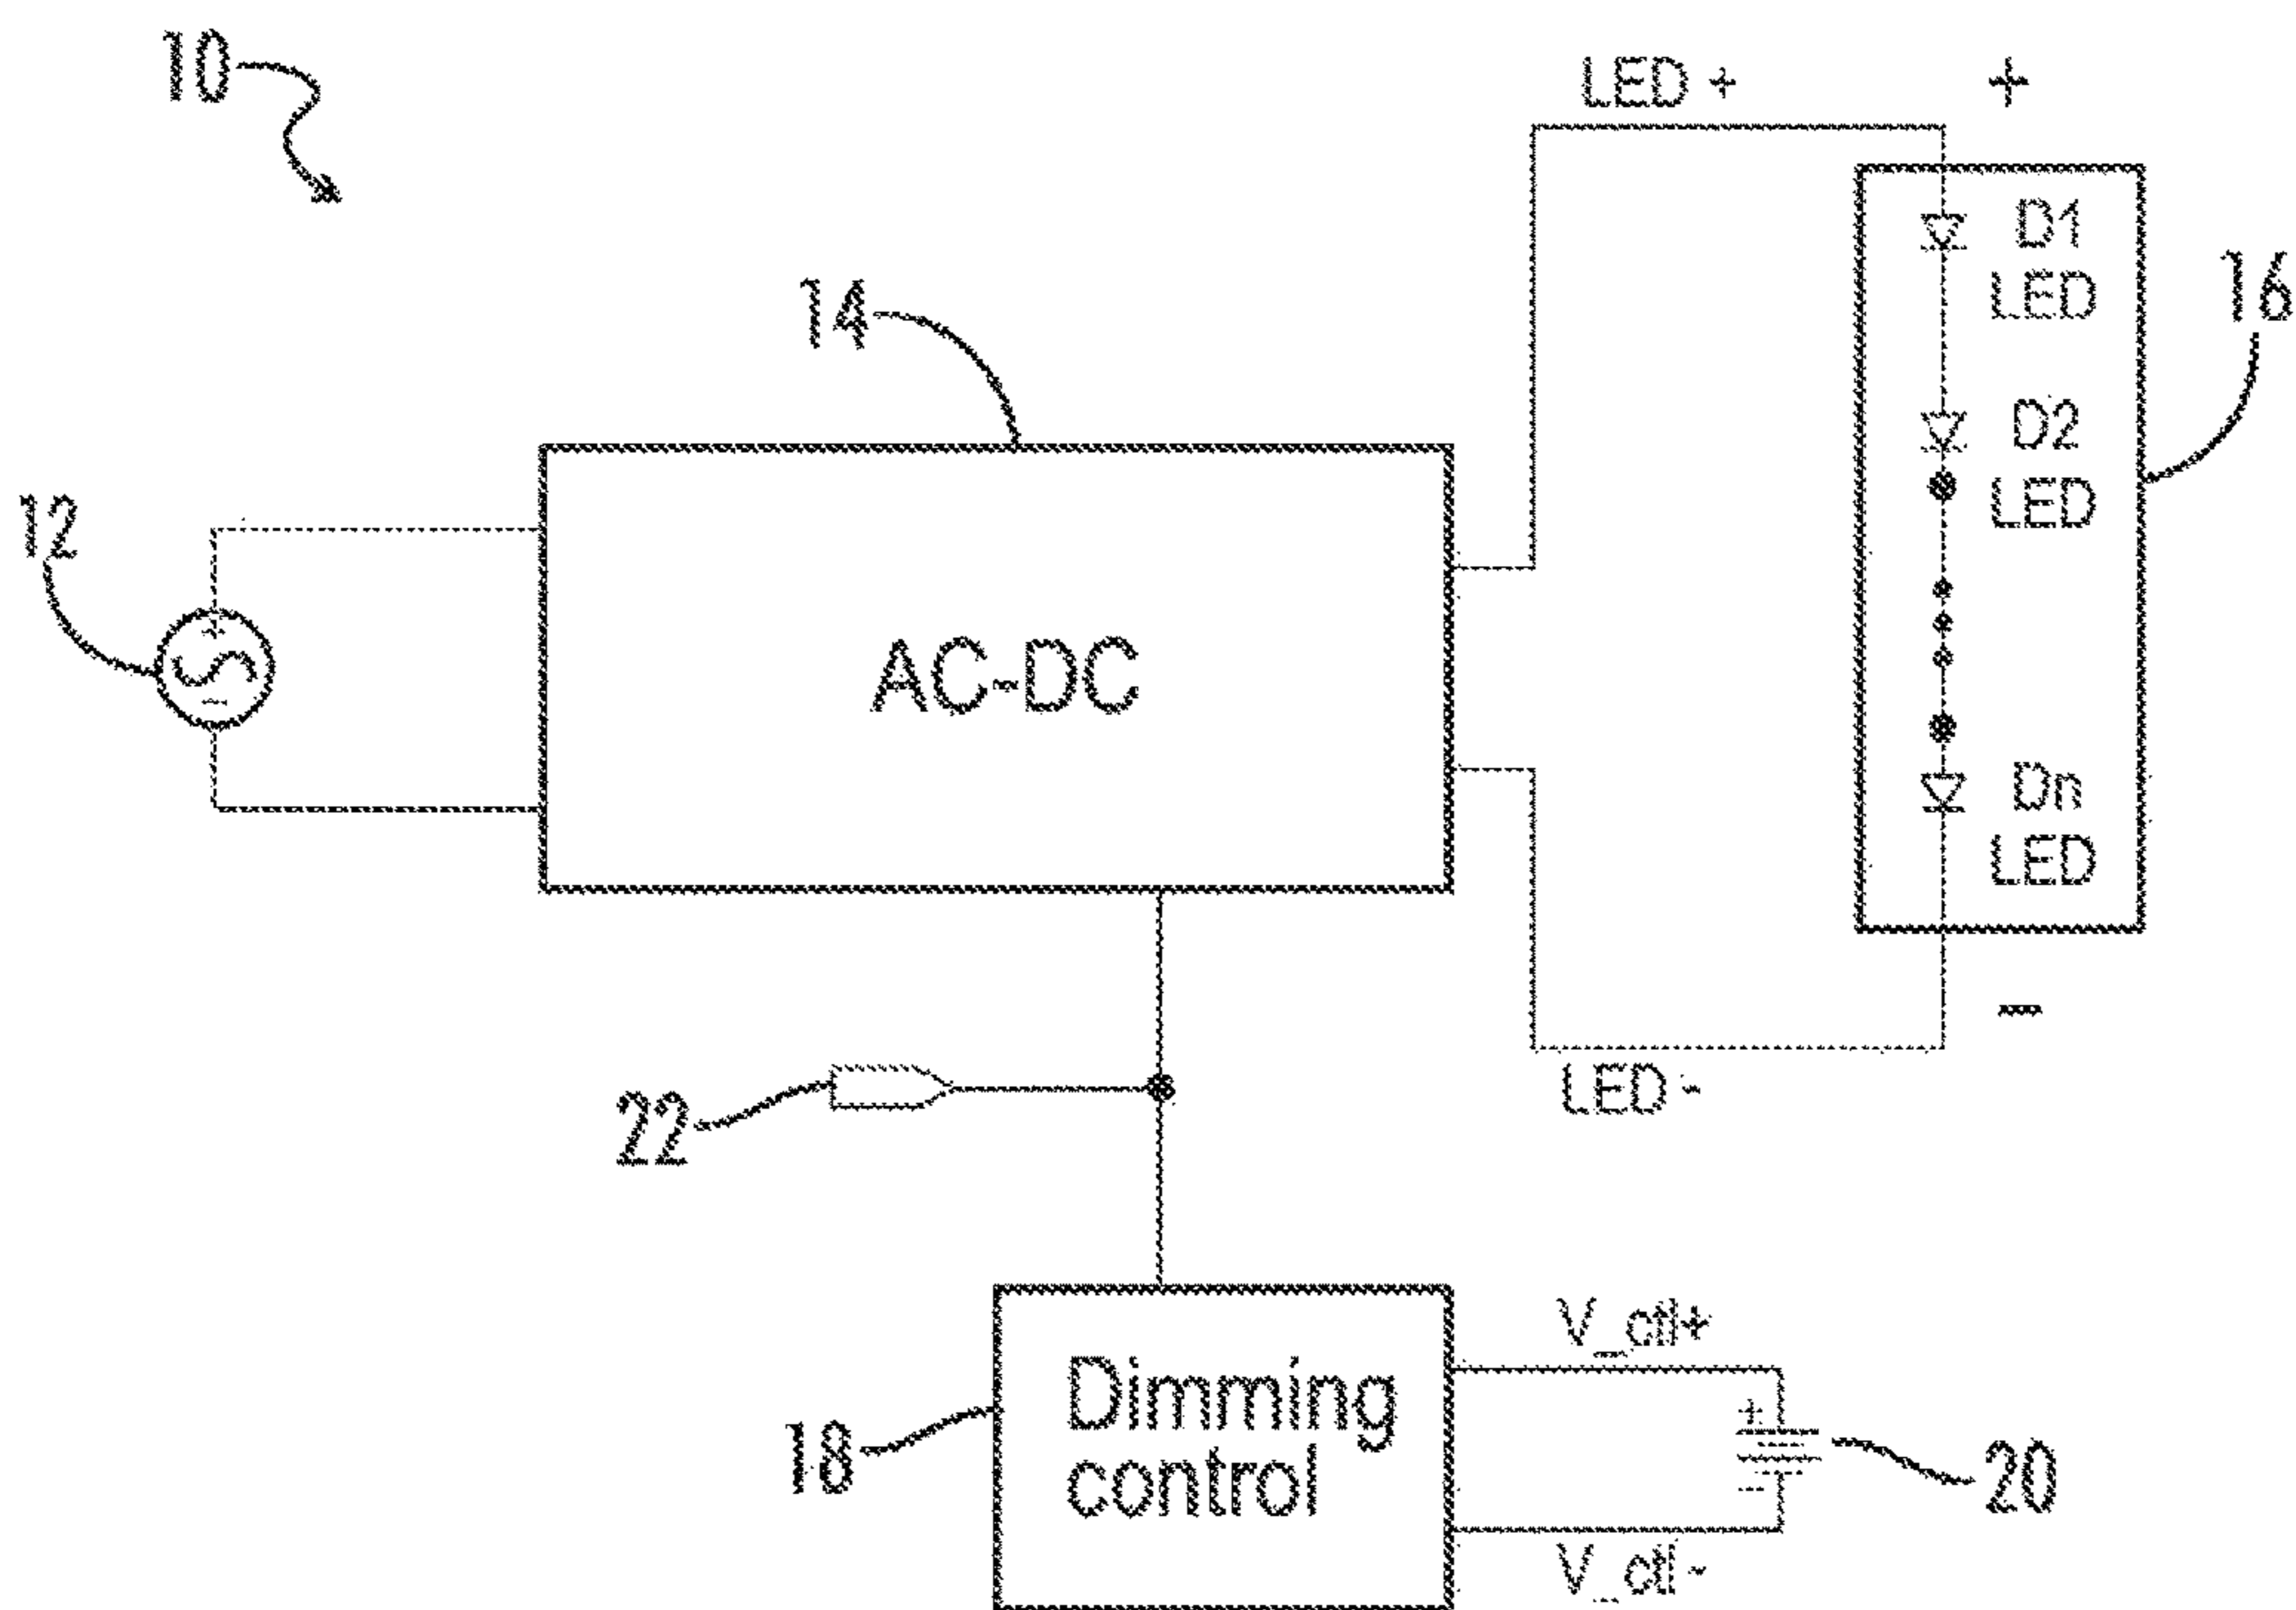 10
LED +
+
D1
LED
16
14
D2
LED
12
AC-DC
Dn
LED
-
LED -
22
V_ctl+
Dimming
control
+
18
20
-
V_ctl -